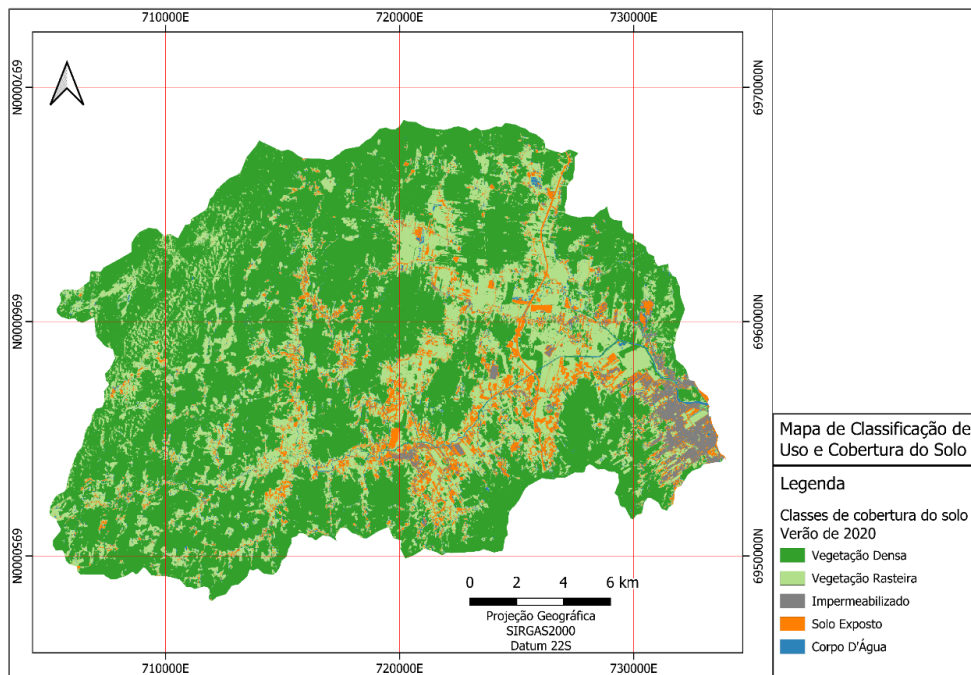 710000E
720000E
730000E
6970000N
6970000N
6960000N
6960000N
6950000N
6950000N
Mapa de Classificação de
Uso e Cobertura do Solo
Legenda
Classes de cobertura do solo
Verão de 2020
Vegetação Densa
Vegetação Rasteira
Impermeabilizado
Solo Exposto
Corpo D'Água
0 2 4 6 km
Projeção Geográfica
SIRGAS2000
Datum 22S
710000E
720000E
730000E